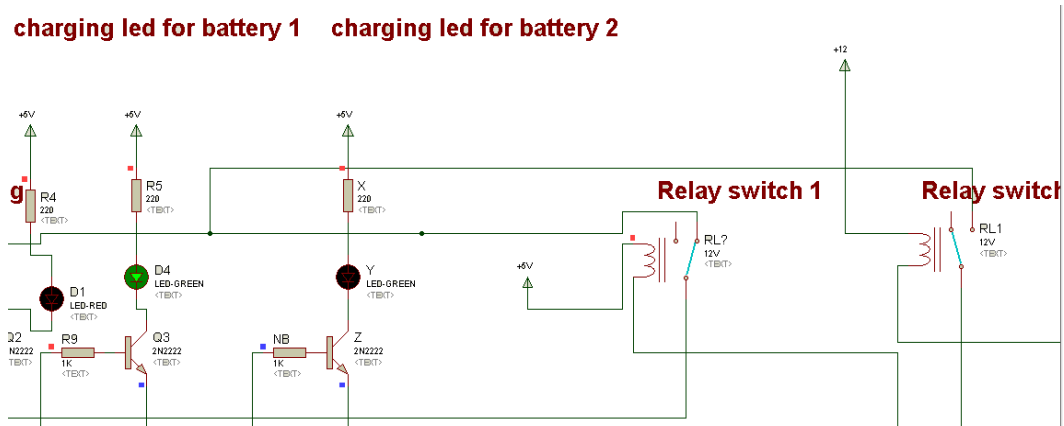 charging led for battery 1
charging led for battery 2
+12
+5V
+5V
+5V
g
R4
220
<TEXT>
R5
220
<TEXT>
X
220
<TEXT>
Relay switch 1
Relay switch
RL?
12V
<TEXT>
RL1
12V
<TEXT>
+5V
D4
LED-GREEN
<TEXT>
Y
LED-GREEN
<TEXT>
D1
LED-RED
<TEXT>
Q2
2N2222
<TEXT>
R9
1K
<TEXT>
Q3
2N2222
<TEXT>
NB
1K
<TEXT>
Z
2N2222
<TEXT>